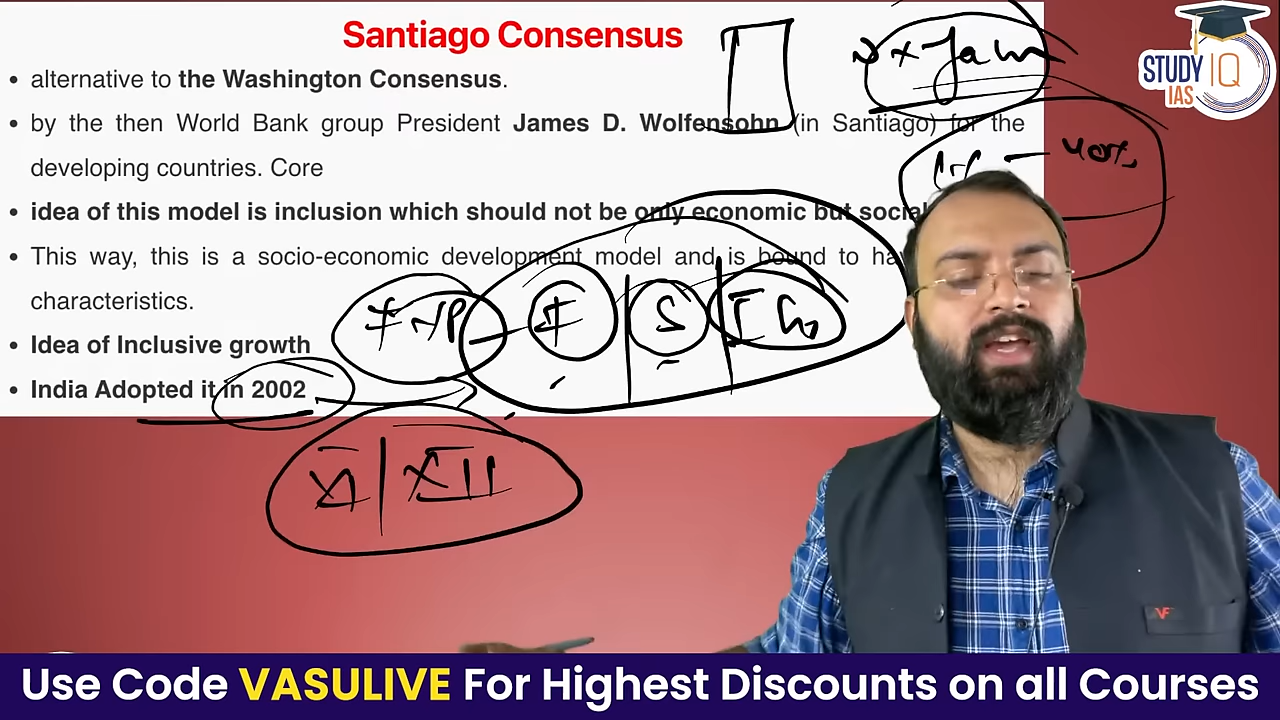 Santiago Consensus
STUDY IQ
IAS
• alternative to the Washington Consensus.
• by the then World Bank group President James D. Wolfensohn (in Santiago) for the
developing countries. Core
• idea of this model is inclusion which should not be only economic but social
• This way, this is a socio-economic development model and is bound to ha
characteristics.
• Idea of Inclusive growth
• India Adopted it in 2002
XII
VF
Use Code VASULIVE For Highest Discounts on all Courses